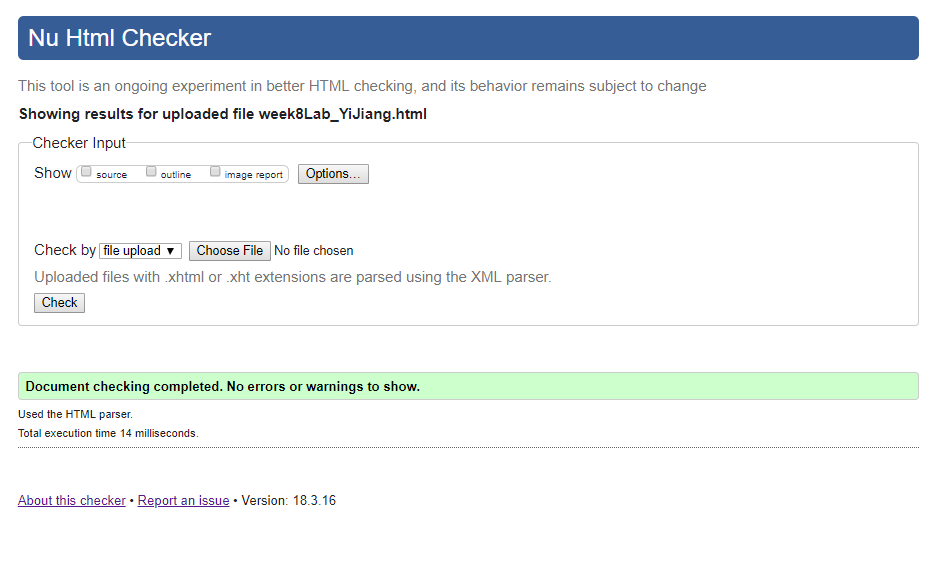 Nu Html Checker
This tool is an ongoing experiment in better HTML checking, and its behavior remains subject to change
Showing results for uploaded file week8Lab_YiJiang.html
Checker Input
Show source outline image report Options...
Check by file upload ▼ Choose File No file chosen
Uploaded files with .xhtml or .xht extensions are parsed using the XML parser.
Check
Document checking completed. No errors or warnings to show.
Used the HTML parser.
Total execution time 14 milliseconds.
About this checker • Report an issue • Version: 18.3.16